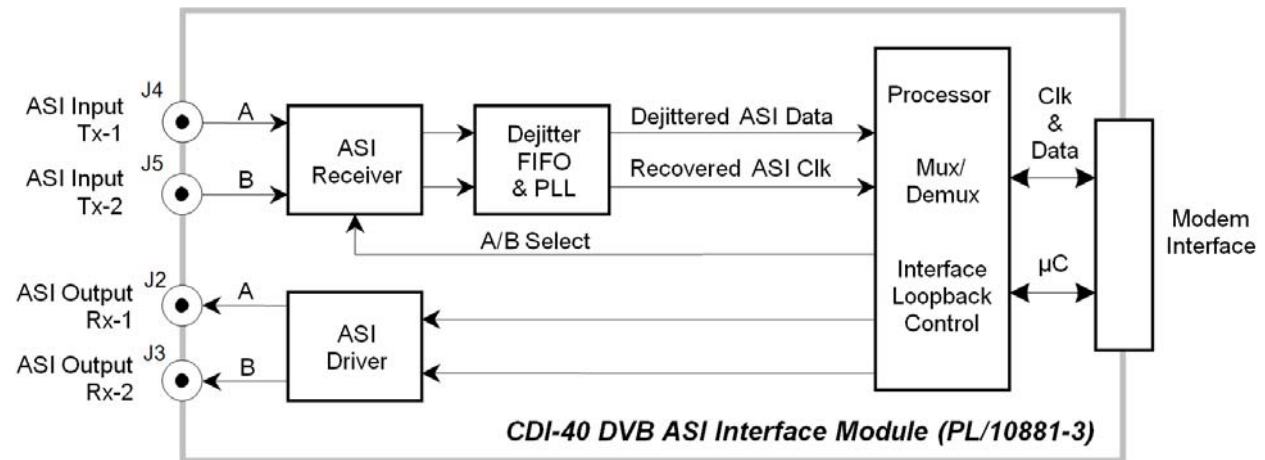 ASI Input
Tx-1
J4
A
ASI Input
Tx-2
J5
B
ASI
Receiver
Dejitter
FIFO
& PLL
Dejittered ASI Data
Recovered ASI Clk
A/B Select
ASI Output
Rx-1
J2
A
ASI Output
Rx-2
J3
B
ASI
Driver
Processor
Mux/
Demux
Interface
Loopback
Control
Clk
&
Data
µC
Modem
Interface
CDI-40 DVB ASI Interface Module (PL/10881-3)